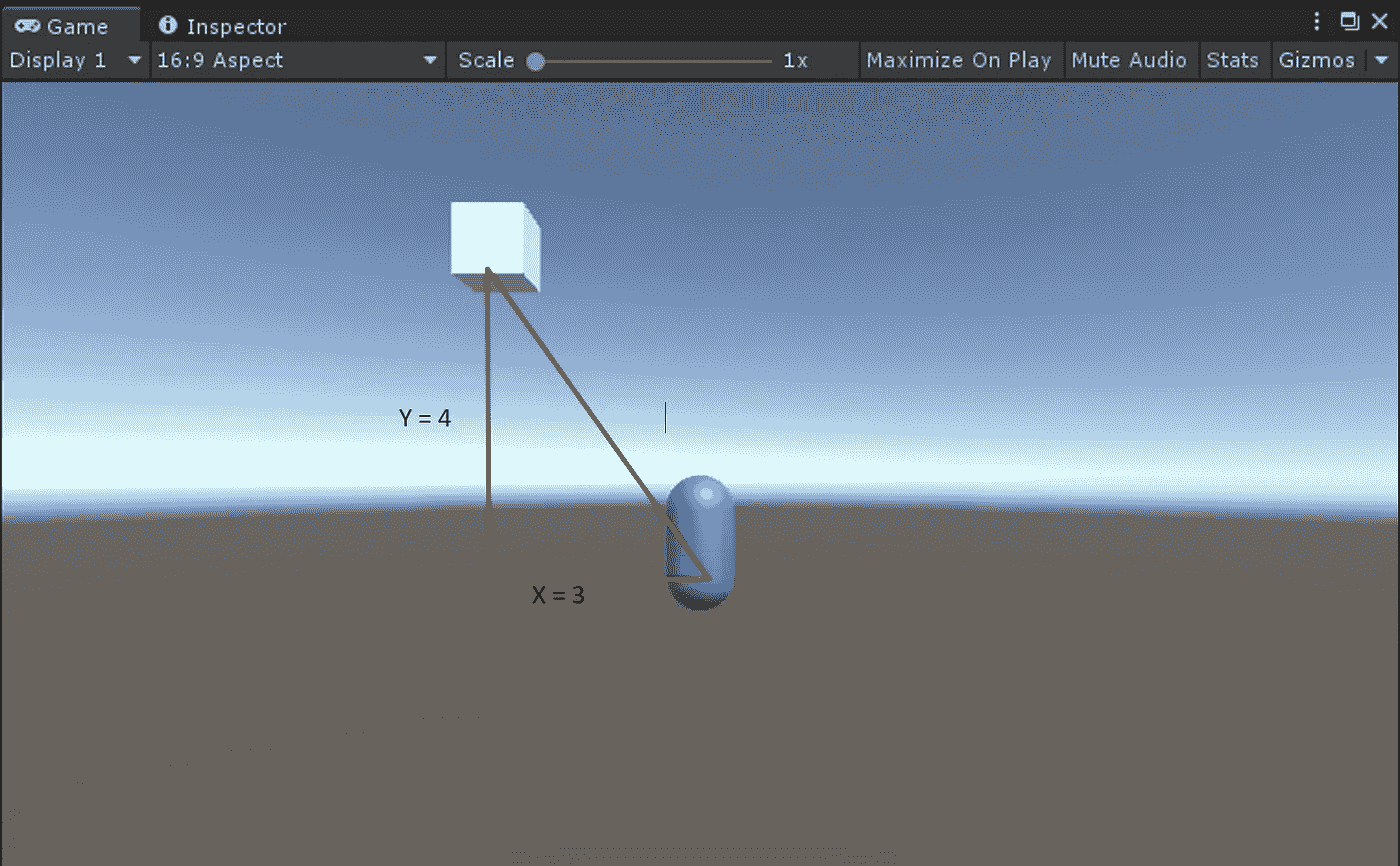 Game Inspector
Display 1 16:9 Aspect Scale 1x Maximize On Play Mute Audio Stats Gizmos
Y = 4
X = 3